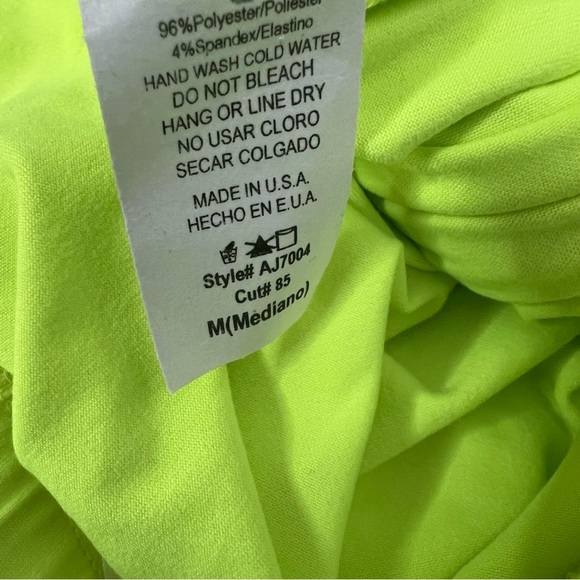 96%Polyester/Poliester
4%Spandex/Elastino
HAND WASH COLD WATER
DO NOT BLEACH
HANG OR LINE DRY
NO USAR CLORO
SECAR COLGADO
MADE IN U.S.A.
HECHO EN E.U.A.
Style# AJ7004
Cut# 85
M(Mediano)